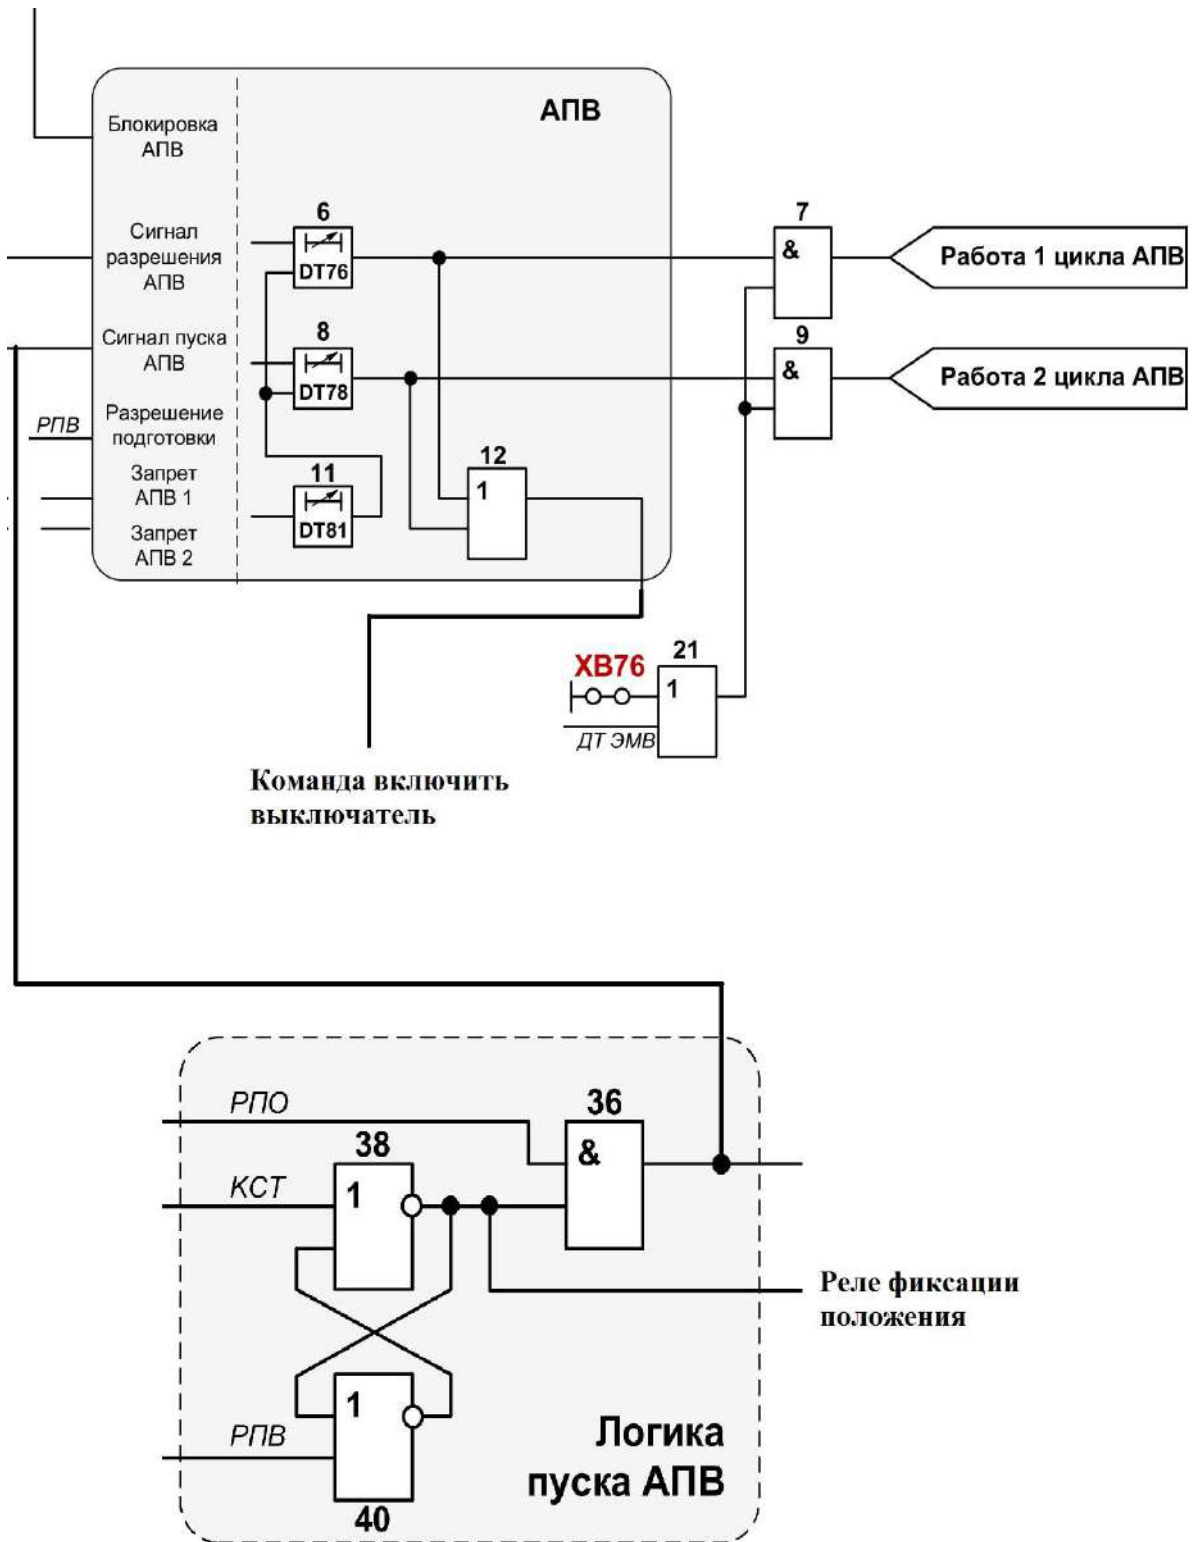 АПВ
Блокировка
АПВ
Сигнал
разрешения
АПВ
Сигнал пуска
АПВ
РПВ
Разрешение
подготовки
Запрет
АПВ 1
Запрет
АПВ 2
6
DT76
8
DT78
11
DT81
12
1
7
&
Работа 1 цикла АПВ
9
&
Работа 2 цикла АПВ
XB76
21
1
ДТ ЭМВ
Команда включить
выключатель
РПО
36
&
38
КСТ
1
Реле фиксации
положения
1
РПВ
40
Логика
пуска АПВ